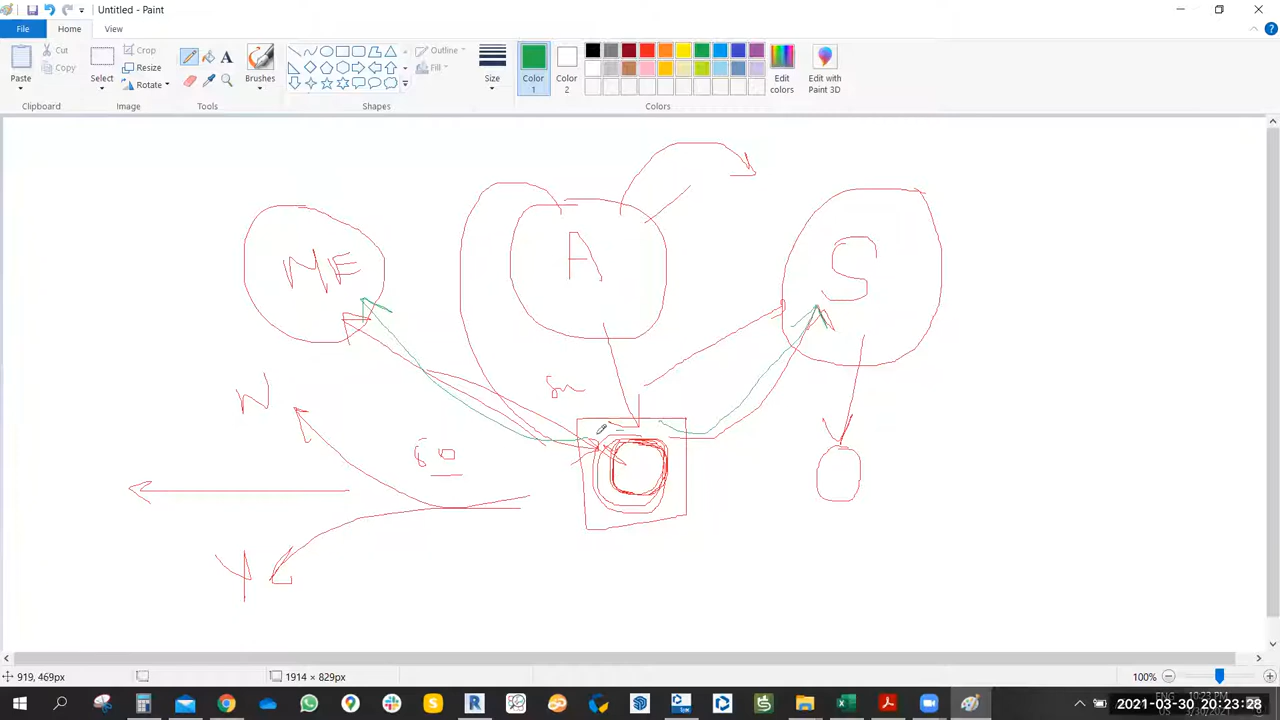 Untitled - Paint
File
Home
View
Paste
Cut
Copy
Clipboard
Select
Crop
Resize
Rotate
Image
A
Tools
Brushes
Outline
Fill
Shapes
Size
Color
1
Color
2
Edit
colors
Edit with
Paint 3D
Colors
A
S
ME
N
Y
919, 469px
1914 × 829px
100%
2021-03-30 20:23:28